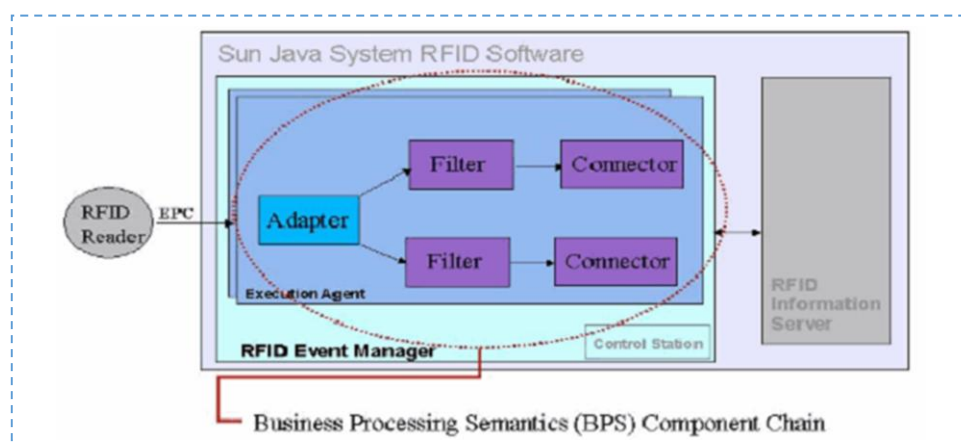 Sun Java System RFID Software
Filter
Connector
RFID
Reader
EPC
Adapter
Filter
Connector
Execution Agent
RFID
Information
Server
RFID Event Manager
Control Station
Business Processing Semantics (BPS) Component Chain